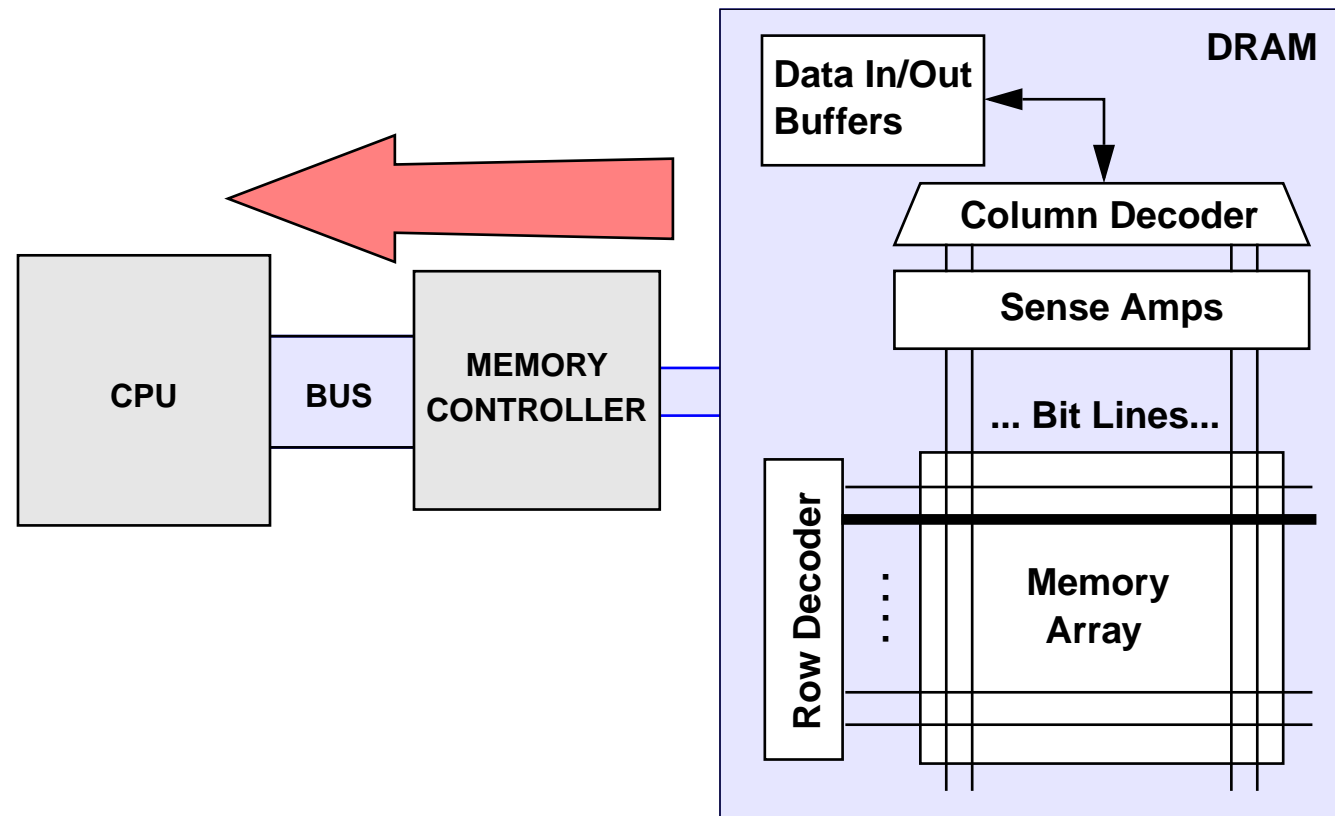 DRAM
Data In/Out
Buffers
Column Decoder
Sense Amps
... Bit Lines...
CPU
BUS
MEMORY
CONTROLLER
Row Decoder
. . . .
Memory
Array